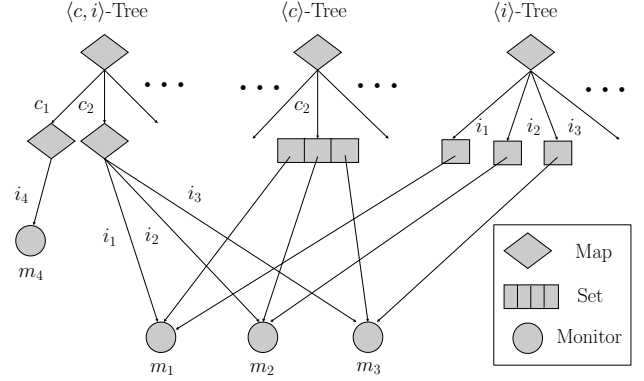 ⟨c, i⟩-Tree ⟨c⟩-Tree ⟨i⟩-Tree
c₁ c₂ c₂ i₁ i₂ i₃
i₄ i₁ i₂ i₃
m₄
m₁ m₂ m₃
Map
Set
Monitor